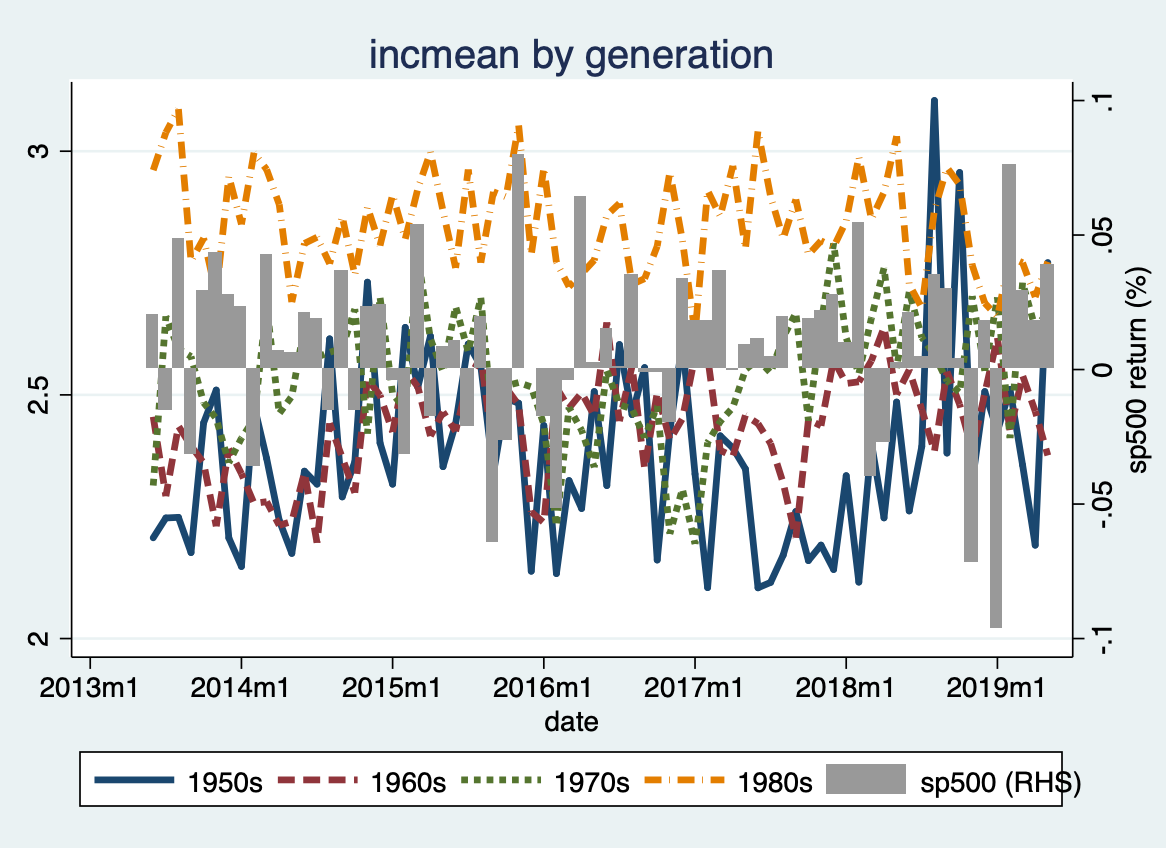 incmean by generation
3
2.5
2
.1
.05
0
-.05
-.1
sp500 return (%)
2013m1 2014m1 2015m1 2016m1 2017m1 2018m1 2019m1
date
1950s 1960s 1970s 1980s sp500 (RHS)